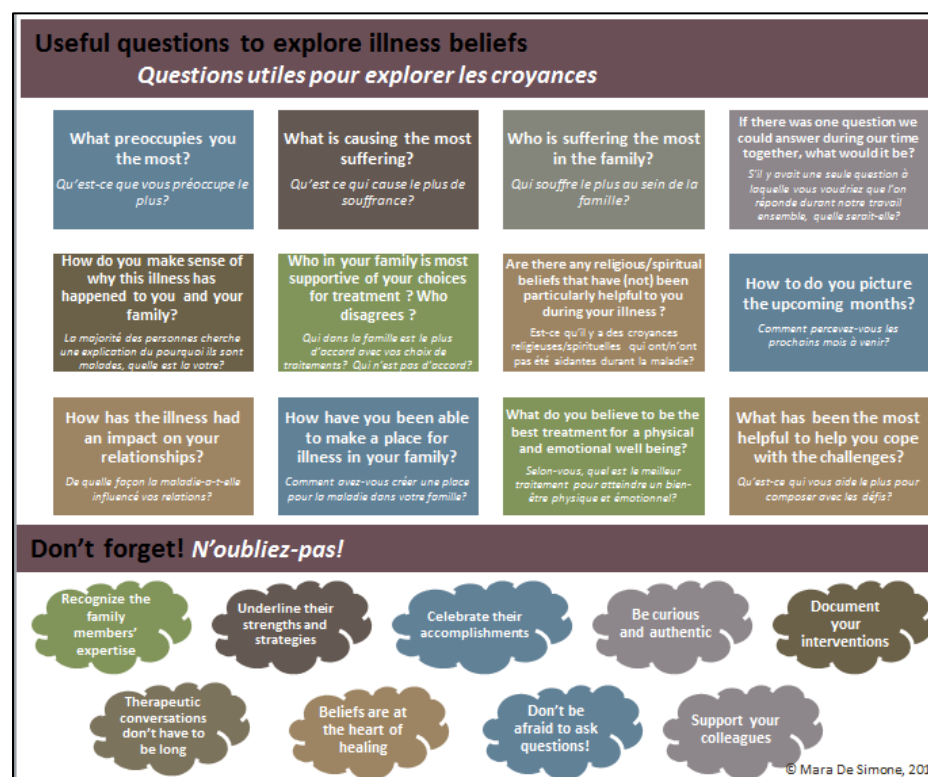 Useful questions to explore illness beliefs
Questions utiles pour explorer les croyances
What preoccupies you
the most?
Qu'est-ce que vous préoccupe le
plus?
What is causing the most
suffering?
Qu'est ce qui cause le plus de
souffrance?
Who is suffering the most
in the family?
Qui souffre le plus au sein de la
famille?
If there was one question we
could answer during our time
together, what would it be?
S'il y avait une seule question à
laquelle vous voudriez que l'on
réponde durant notre travail
ensemble, quelle serait-elle?
How do you make sense of
why this illness has
happened to you and your
family?
La majorité des personnes cherche
une explication du pourquoi ils sont
malades, quelle est la votre?
Who in your family is most
supportive of your choices
for treatment ? Who
disagrees ?
Qui dans la famille est le plus
d'accord avec vos choix de
traitements? Qui n'est pas d'accord?
Are there any religious/spiritual
beliefs that have (not) been
particularly helpful to you
during your illness ?
Est-ce qu'il y a des croyances
religieuses/spirituelles qui ont/n'ont
pas été aidantes durant la maladie?
How to do you picture
the upcoming months?
Comment percevez-vous les
prochains mois à venir?
How has the illness had
an impact on your
relationships?
De quelle façon la maladie-a-t-elle
influencé vos relations?
How have you been able
to make a place for
illness in your family?
Comment avez-vous créer une place
pour la maladie dans votre famille?
What do you believe to be the
best treatment for a physical
and emotional well being?
Selon-vous, quel est le meilleur
traitement pour atteindre un bien-
être physique et émotionnel?
What has been the most
helpful to help you cope
with the challenges?
Qu'est-ce qui vous aide le plus pour
composer avec les défis?
Don't forget! N'oubliez-pas!
Recognize the
family
members'
expertise
Underline their
strengths and
strategies
Celebrate their
accomplishments
Be curious
and authentic
Document
your
interventions
Therapeutic
conversations
don't have to
be long
Beliefs are at
the heart of
healing
Don't be
afraid to ask
questions!
Support your
colleagues
© Mara De Simone, 201